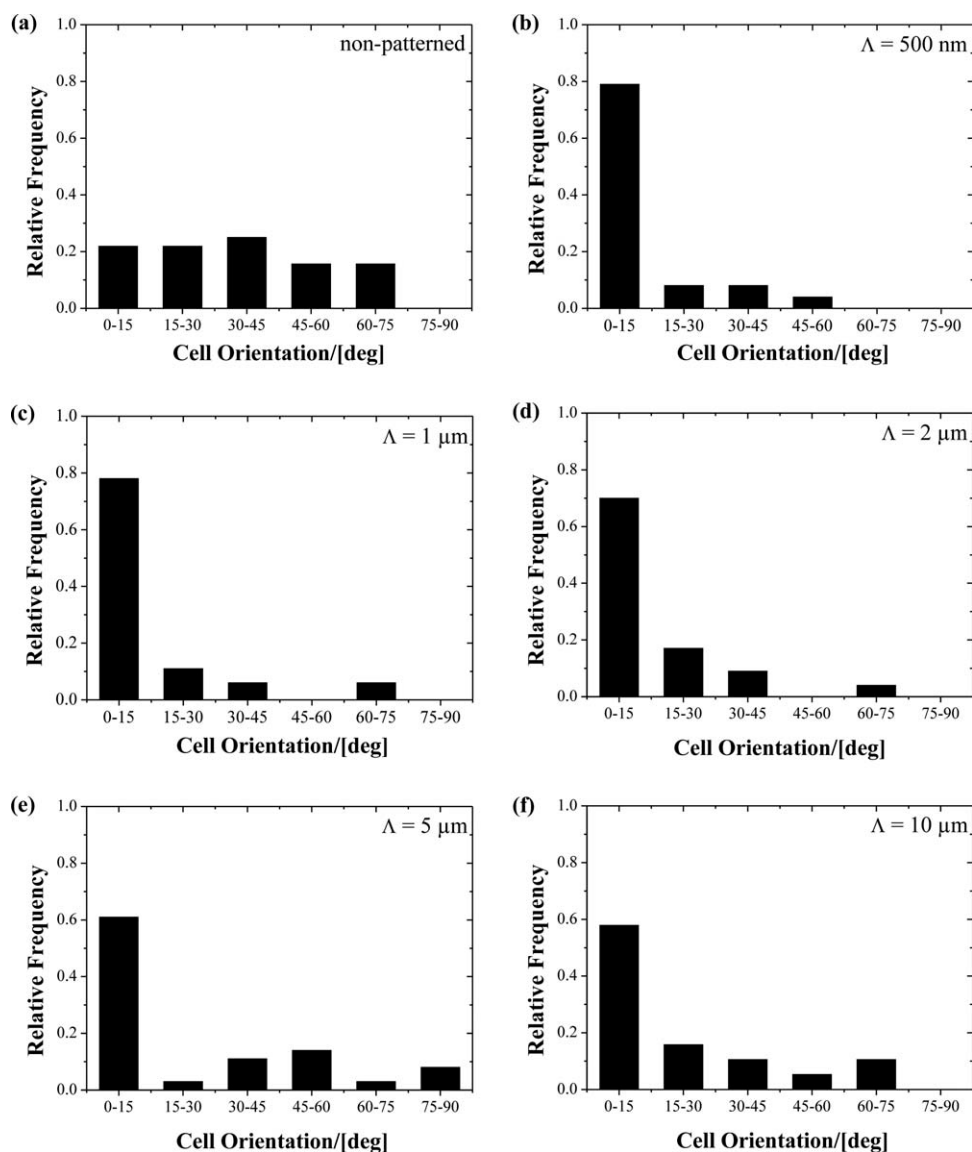 (a)
non-patterned
1.0
0.8
0.6
0.4
0.2
0.0
Relative Frequency
0-15 15-30 30-45 45-60 60-75 75-90
Cell Orientation/[deg]
(b)
Λ = 500 nm
1.0
0.8
0.6
0.4
0.2
0.0
Relative Frequency
0-15 15-30 30-45 45-60 60-75 75-90
Cell Orientation/[deg]
(c)
Λ = 1 µm
1.0
0.8
0.6
0.4
0.2
0.0
Relative Frequency
0-15 15-30 30-45 45-60 60-75 75-90
Cell Orientation/[deg]
(d)
Λ = 2 µm
1.0
0.8
0.6
0.4
0.2
0.0
Relative Frequency
0-15 15-30 30-45 45-60 60-75 75-90
Cell Orientation/[deg]
(e)
Λ = 5 µm
1.0
0.8
0.6
0.4
0.2
0.0
Relative Frequency
0-15 15-30 30-45 45-60 60-75 75-90
Cell Orientation/[deg]
(f)
Λ = 10 µm
1.0
0.8
0.6
0.4
0.2
0.0
Relative Frequency
0-15 15-30 30-45 45-60 60-75 75-90
Cell Orientation/[deg]